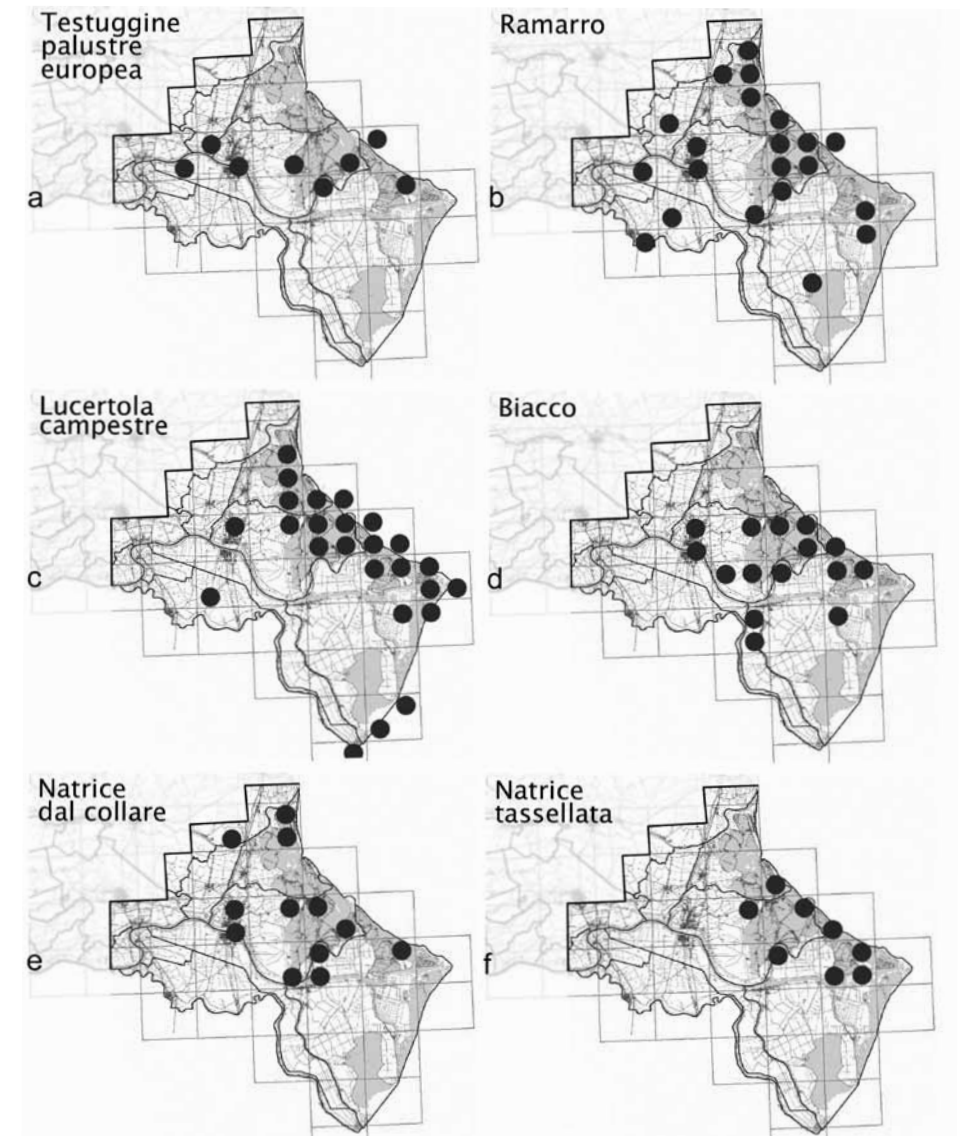 Testuggine
palustre
europea
a
Ramarro
b
Lucertola
campestre
c
Biacco
d
Natrice
dal collare
e
Natrice
tassellata
f